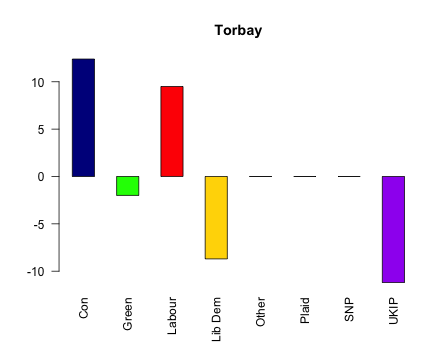 Torbay
10
5
0
-5
-10
Con
Green
Labour
Lib Dem
Other
Plaid
SNP
UKIP